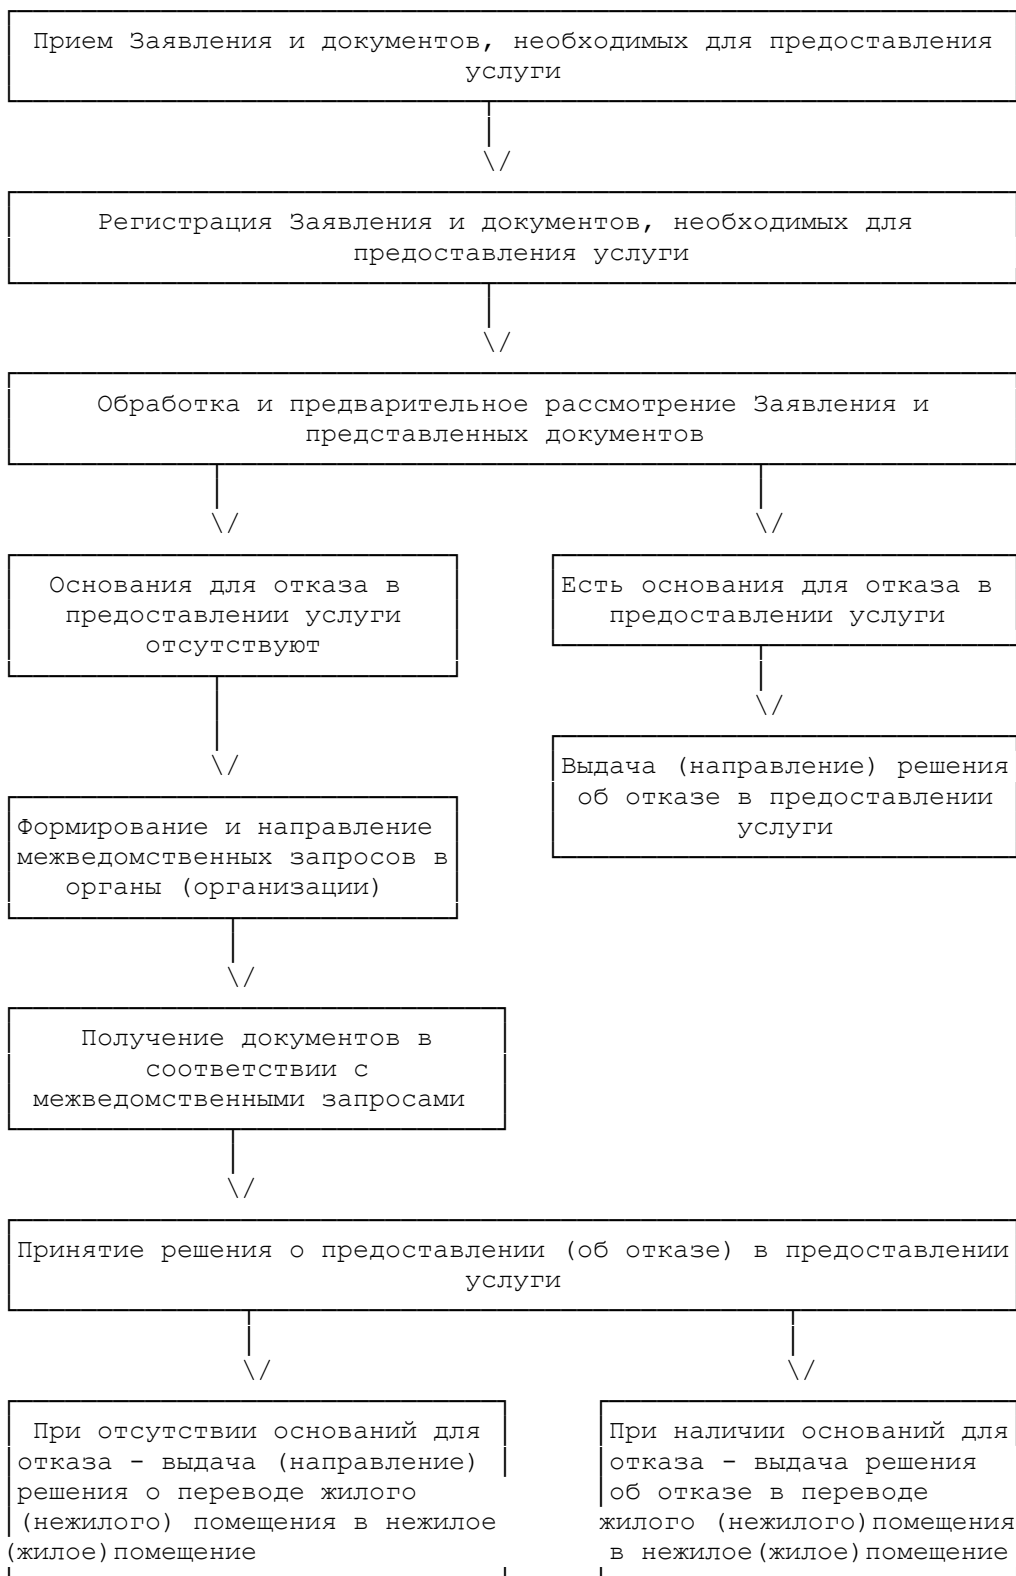 Прием Заявления и документов, необходимых для предоставления
услуги
\/
Регистрация Заявления и документов, необходимых для
предоставления услуги
\/
Обработка и предварительное рассмотрение Заявления и
представленных документов
\/ \/
Основания для отказа в
предоставлении услуги
отсутствуют
\/
Есть основания для отказа в
предоставлении услуги
\/
Выдача (направление) решения
об отказе в предоставлении
услуги
Формирование и направление
межведомственных запросов в
органы (организации)
\/
Получение документов в
соответствии с
межведомственными запросами
\/
Принятие решения о предоставлении (об отказе) в предоставлении
услуги
\/ \/
При отсутствии оснований для
отказа - выдача (направление)
решения о переводе жилого
(нежилого) помещения в нежилое
(жилое)помещение
При наличии оснований для
отказа - выдача решения
об отказе в переводе
жилого (нежилого)помещения
в нежилое(жилое)помещение